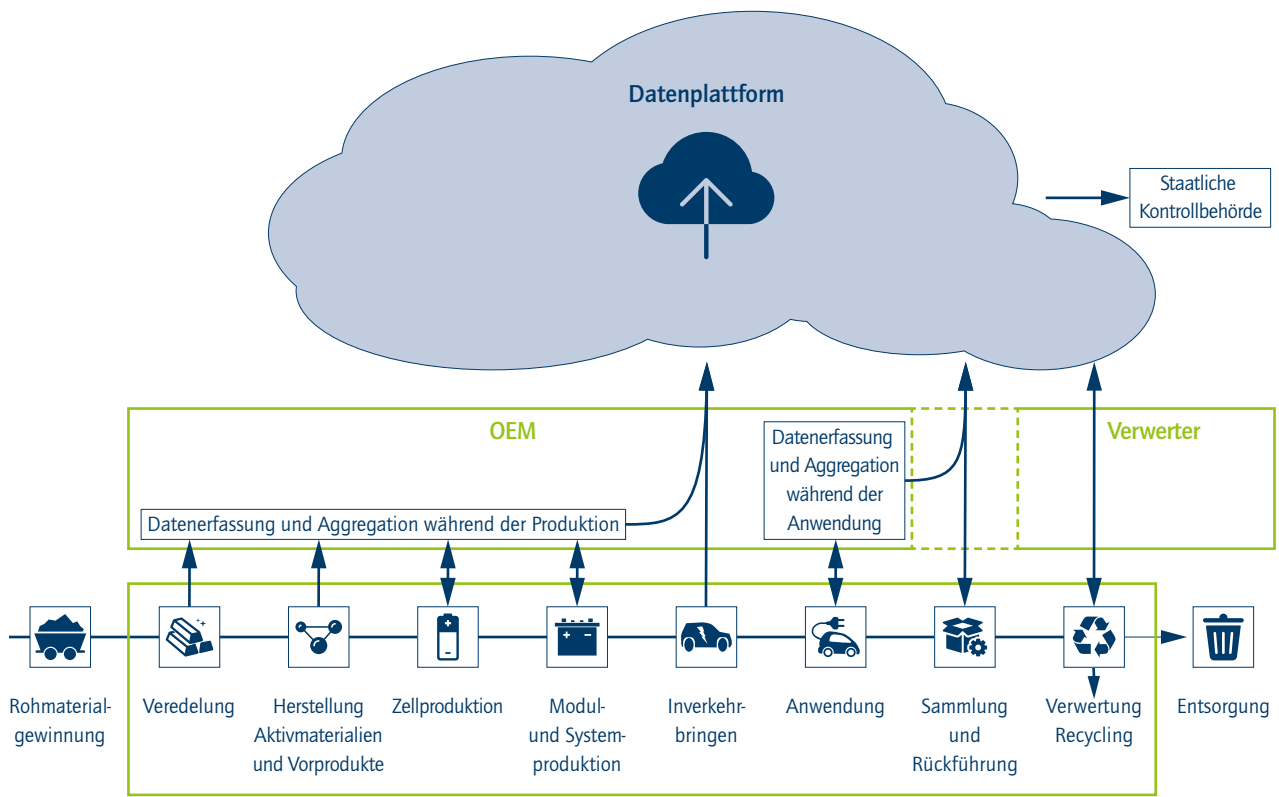 Datenplattform
Staatliche
Kontrollbehörde
OEM
Verwerter
Datenerfassung
und Aggregation
während der
Anwendung
Datenerfassung und Aggregation während der Produktion
Rohmaterial-
gewinnung
Veredelung
Herstellung
Aktivmaterialien
und Vorprodukte
Zellproduktion
Modul-
und System-
produktion
Inverkehr-
bringen
Anwendung
Sammlung
und
Rückführung
Verwertung
Recycling
Entsorgung